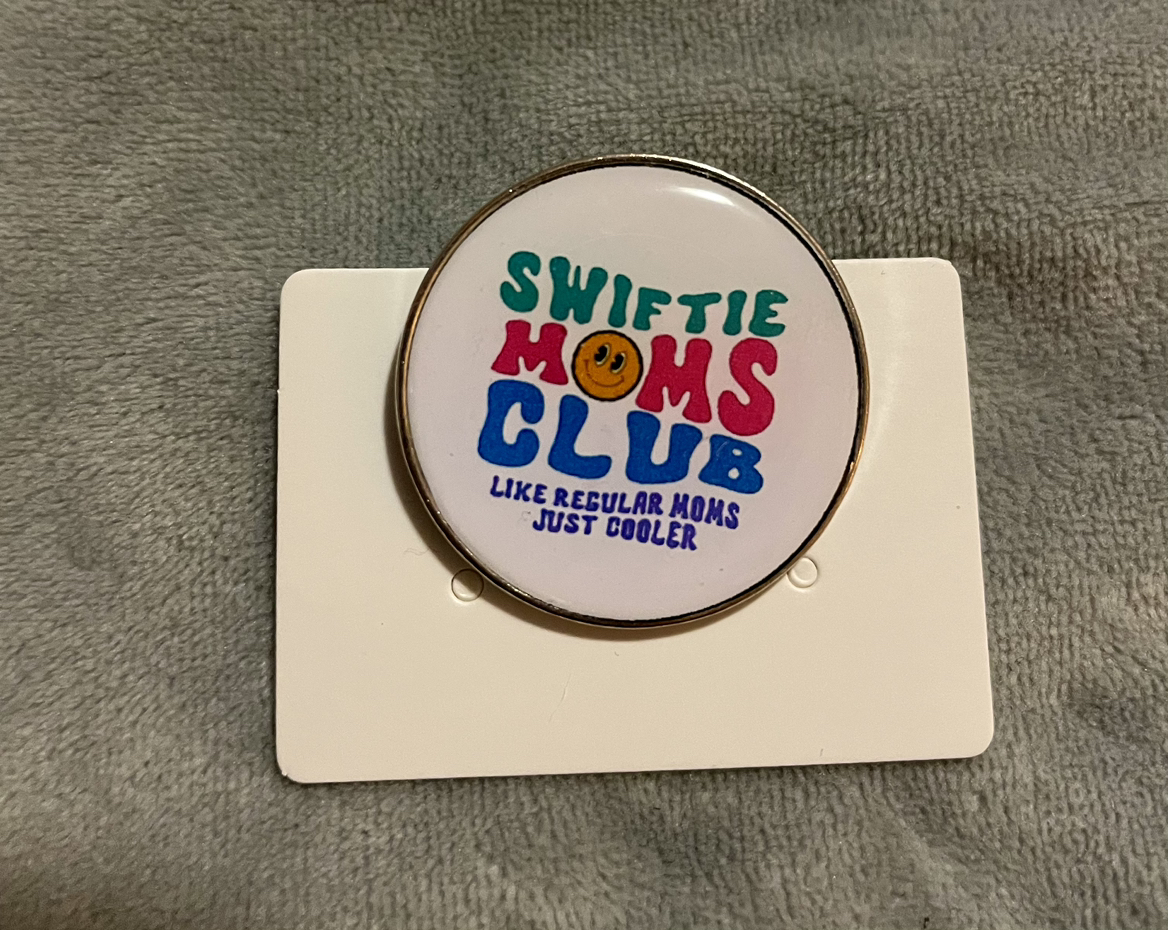 SWIFTIE
MOMS
CLUB
LIKE REGULAR MOMS
JUST COOLER